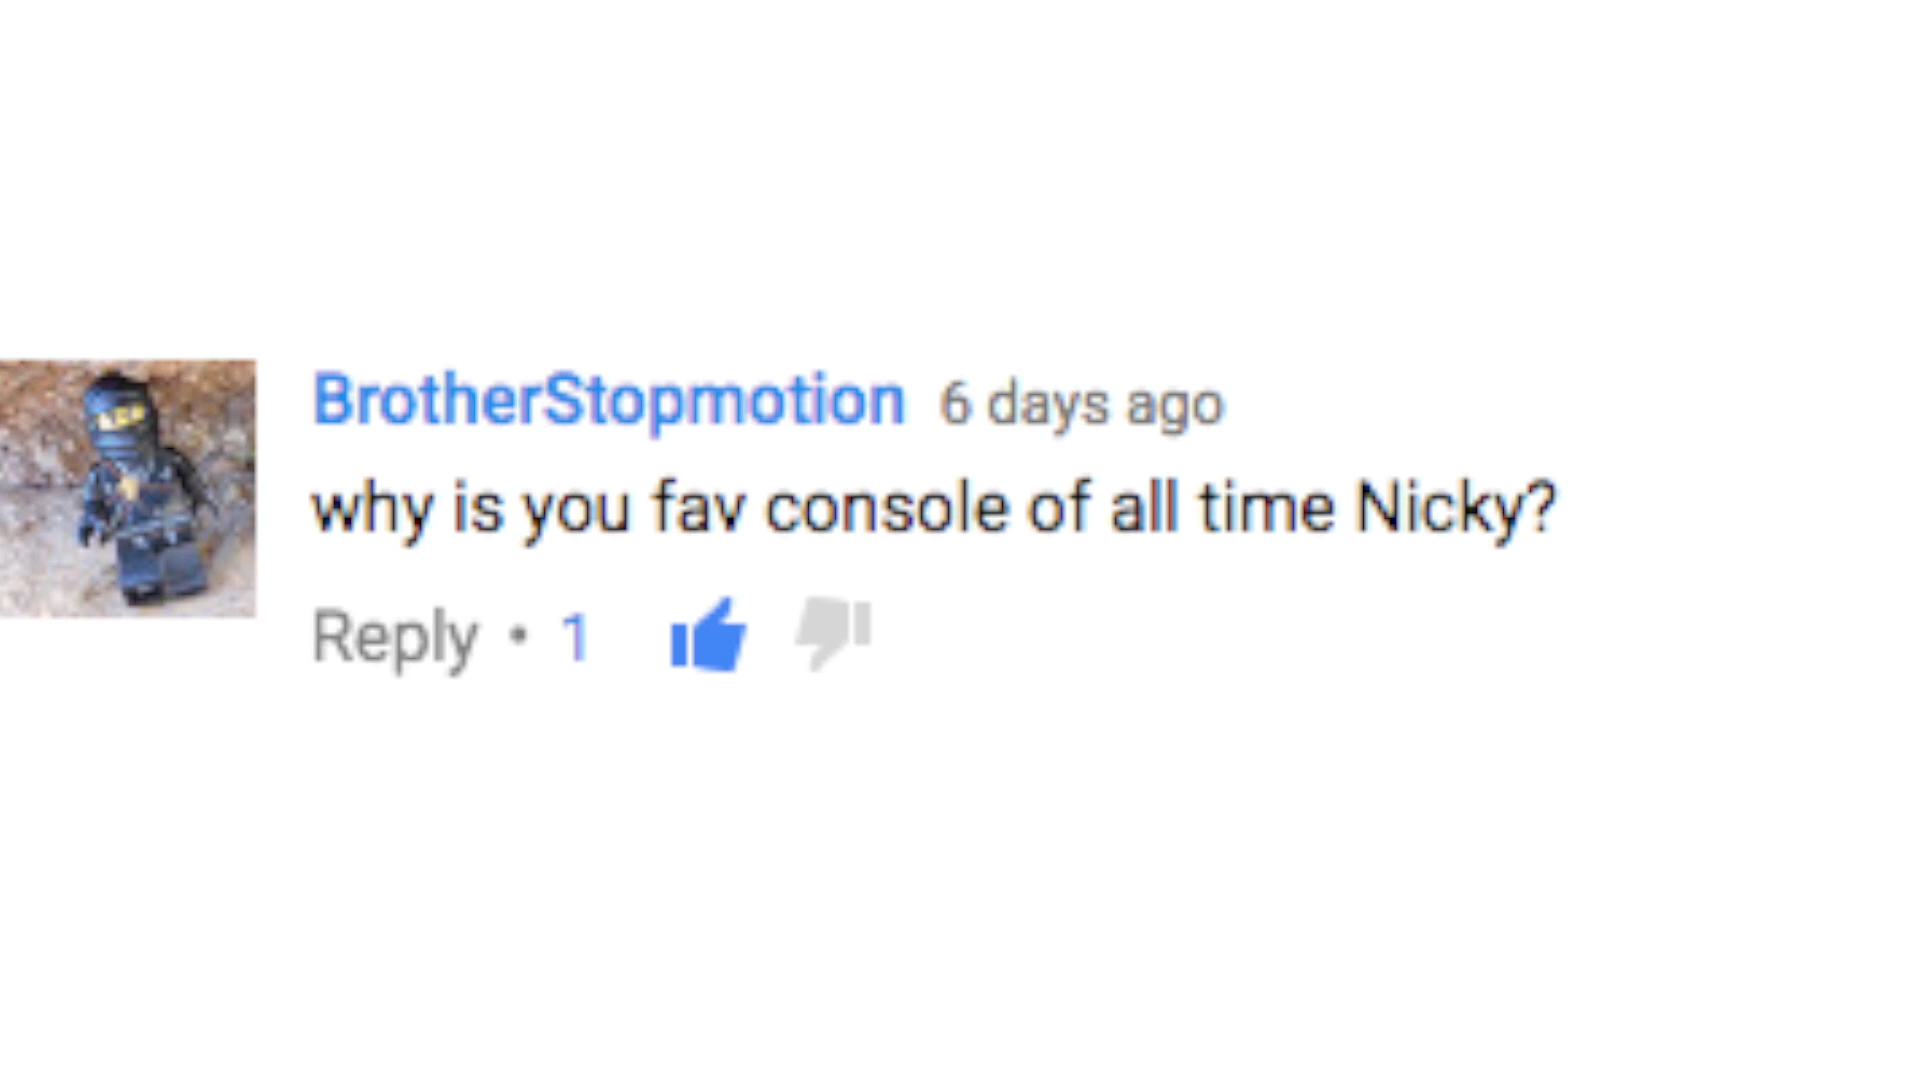 BrotherStopmotion 6 days ago
why is you fav console of all time Nicky?
Reply • 1